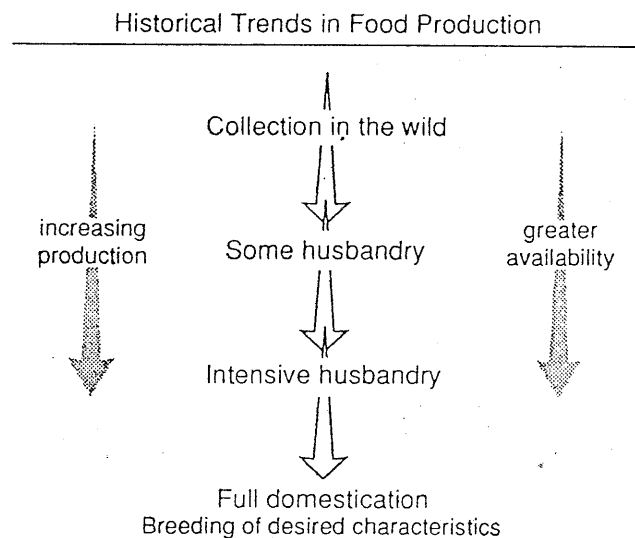 Historical Trends in Food Production
Collection in the wild
increasing
production
Some husbandry
greater
availability
Intensive husbandry
Full domestication
Breeding of desired characteristics